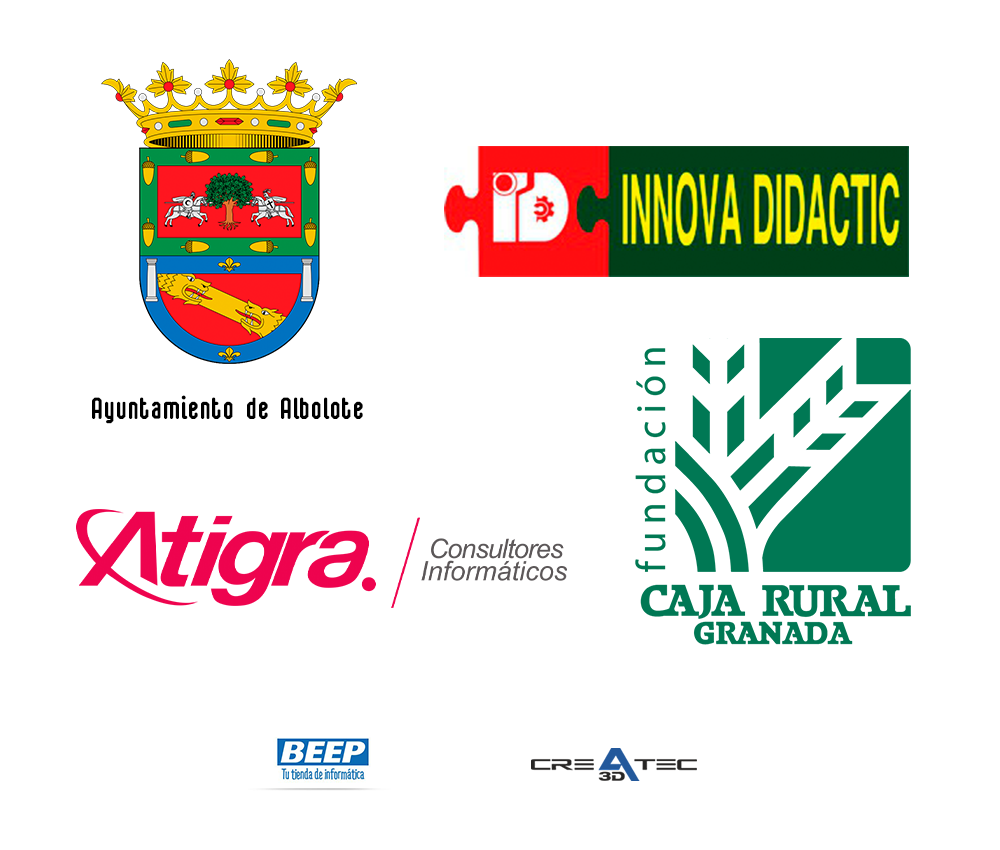 Ayuntamiento de Albolote
INNOVA DIDACTIC
fundación
CAJA RURAL
GRANADA
Atigra.
Consultores
Informáticos
BEEP
Tu tienda de informática
CREATEC
3D